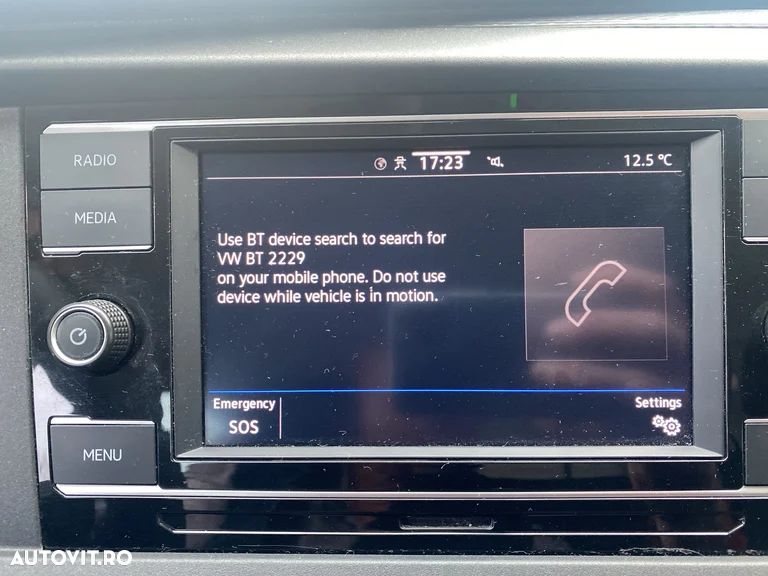 RADIO
MEDIA
MENU
17:23
12.5 °C
Use BT device search to search for
VW BT 2229
on your mobile phone. Do not use
device while vehicle is in motion.
Emergency
SOS
Settings
AUTOVIT.RO